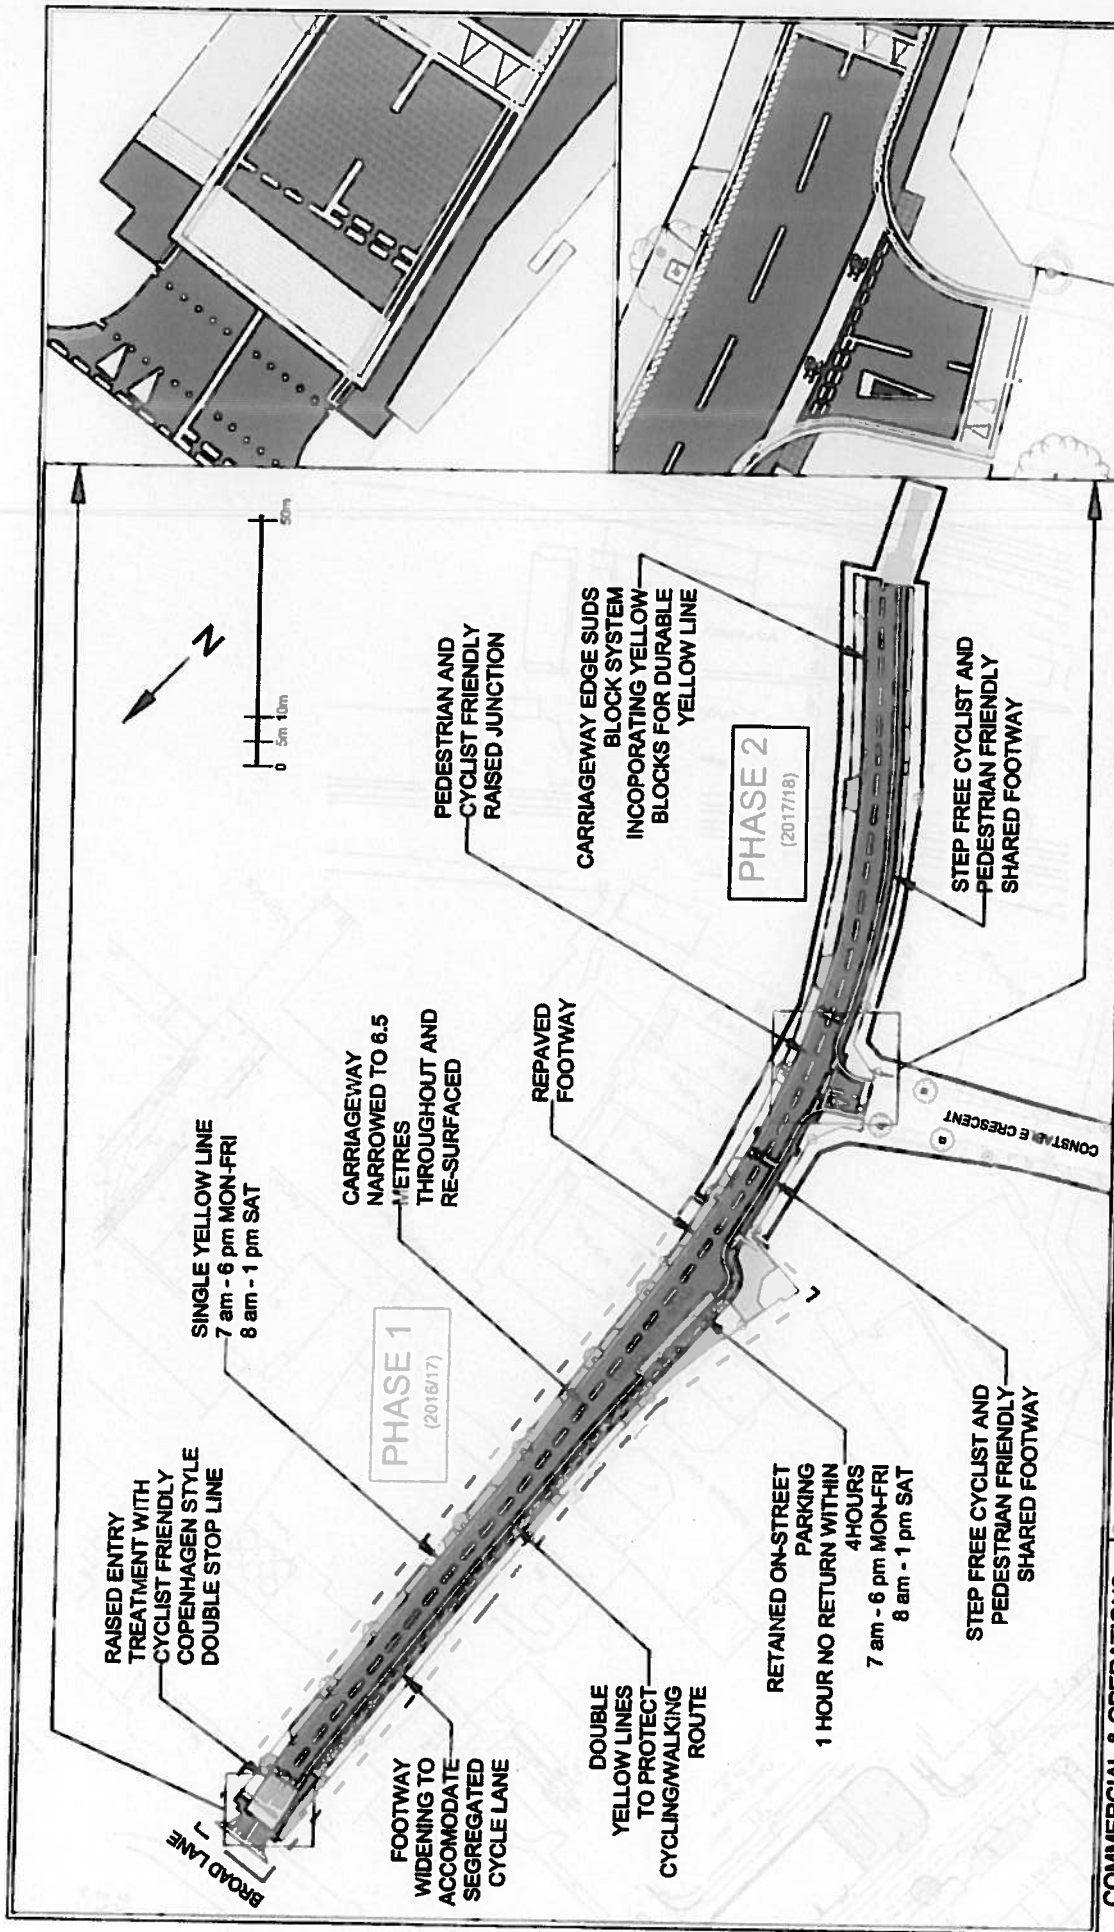 RAISED ENTRY
TREATMENT WITH
CYCLIST FRIENDLY
COPENHAGEN STYLE
DOUBLE STOP LINE
SINGLE YELLOW LINE
7 am - 6 pm MON-FRI
8 am - 1 pm SAT
CARRIAGEWAY
NARROWED TO 6.5
METRES
THROUGHOUT AND
RE-SURFACED
REPAVED
FOOTWAY
PEDESTRIAN AND
CYCLIST FRIENDLY
RAISED JUNCTION
CARRIAGEWAY EDGE SUDS
BLOCK SYSTEM
INCOPORATING YELLOW
BLOCKS FOR DURABLE
YELLOW LINE
N
0
5m
10m
50m
PHASE 1
(2016/17)
PHASE 2
(2017/18)
BROAD LANE
CONSTABLE CRESCENT
FOOTWAY
WIDENING TO
ACCOMODATE
SEGREGATED
CYCLE LANE
DOUBLE
YELLOW LINES
TO PROTECT
CYCLING/WALKING
ROUTE
RETAINED ON-STREET
PARKING
1 HOUR NO RETURN WITHIN
4HOURS
7 am - 6 pm MON-FRI
8 am - 1 pm SAT
STEP FREE CYCLIST AND
PEDESTRIAN FRIENDLY
SHARED FOOTWAY
STEP FREE CYCLIST AND
PEDESTRIAN FRIENDLY
SHARED FOOTWAY
COMMERCIAL & OPERATIONS